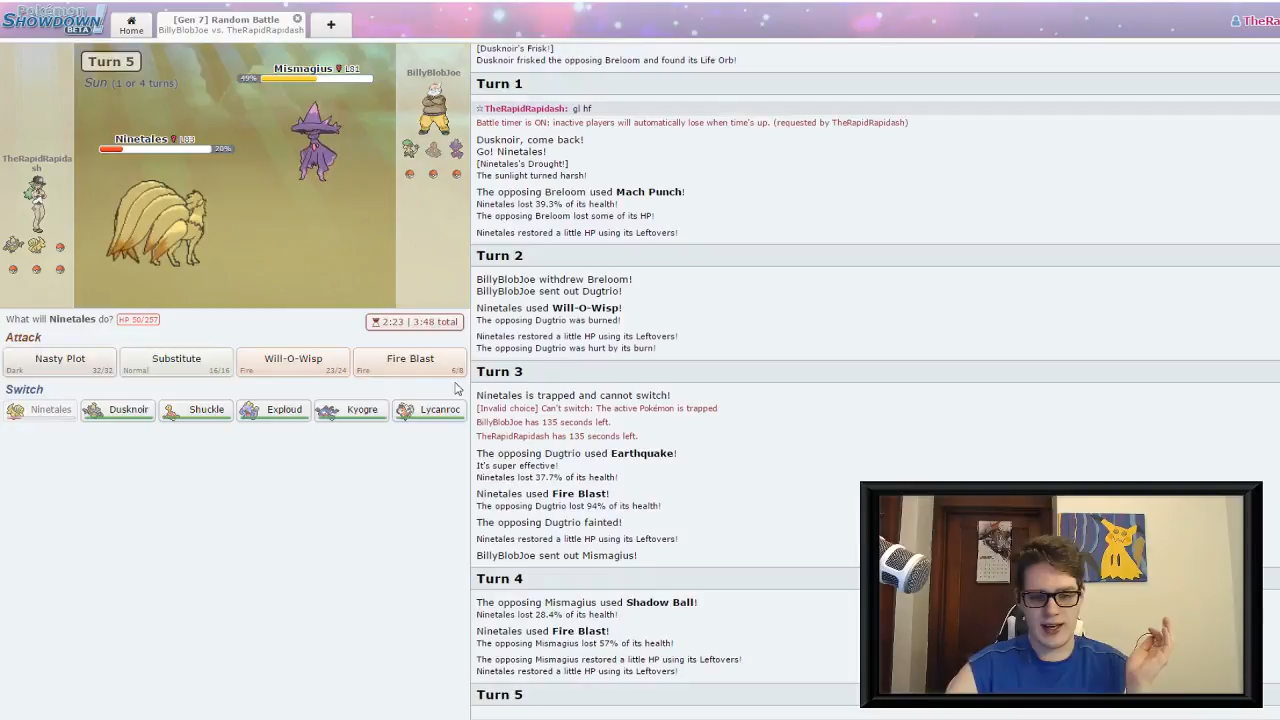 Pokémon
Showdown!
BETA
Home
[Gen 7] Random Battle
BillyBlobJoe vs. TheRapidRapidash
+
TheRa
Turn 5
Sun (1 or 4 turns)
Mismagius L81
49%
BillyBlobJoe
Ninetales L83
20%
TheRapidRapida
sh
What will Ninetales do? HP 50/257
2:23 | 3:48 total
Attack
Nasty Plot
Dark 32/32
Substitute
Normal 16/16
Will-O-Wisp
Fire 23/24
Fire Blast
Fire 6/8
Switch
Ninetales
Dusknoir
Shuckle
Exploud
Kyogre
Lycanroc
[Dusknoir's Frisk!]
Dusknoir frisked the opposing Breloom and found its Life Orb!
Turn 1
☆TheRapidRapidash: gl hf
Battle timer is ON: inactive players will automatically lose when time's up. (requested by TheRapidRapidash)
Dusknoir, come back!
Go! Ninetales!
[Ninetales's Drought!]
The sunlight turned harsh!
The opposing Breloom used Mach Punch!
Ninetales lost 39.3% of its health!
The opposing Breloom lost some of its HP!
Ninetales restored a little HP using its Leftovers!
Turn 2
BillyBlobJoe withdrew Breloom!
BillyBlobJoe sent out Dugtrio!
Ninetales used Will-O-Wisp!
The opposing Dugtrio was burned!
Ninetales restored a little HP using its Leftovers!
The opposing Dugtrio was hurt by its burn!
Turn 3
Ninetales is trapped and cannot switch!
[Invalid choice] Can't switch: The active Pokémon is trapped
BillyBlobJoe has 135 seconds left.
TheRapidRapidash has 135 seconds left.
The opposing Dugtrio used Earthquake!
It's super effective!
Ninetales lost 37.7% of its health!
Ninetales used Fire Blast!
The opposing Dugtrio lost 94% of its health!
The opposing Dugtrio fainted!
Ninetales restored a little HP using its Leftovers!
BillyBlobJoe sent out Mismagius!
Turn 4
The opposing Mismagius used Shadow Ball!
Ninetales lost 28.4% of its health!
Ninetales used Fire Blast!
The opposing Mismagius lost 57% of its health!
The opposing Mismagius restored a little HP using its Leftovers!
Ninetales restored a little HP using its Leftovers!
Turn 5